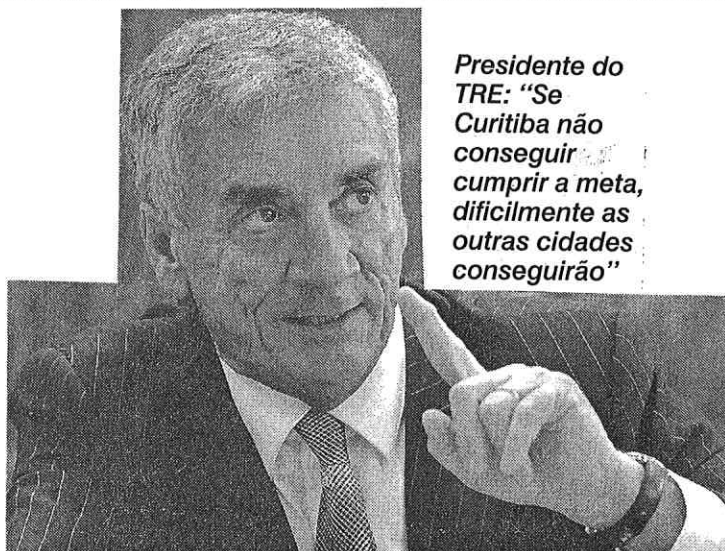 Presidente do
TRE: “Se
Curitiba não
conseguir
cumprir a meta,
dificilmente as
outras cidades
conseguirão”